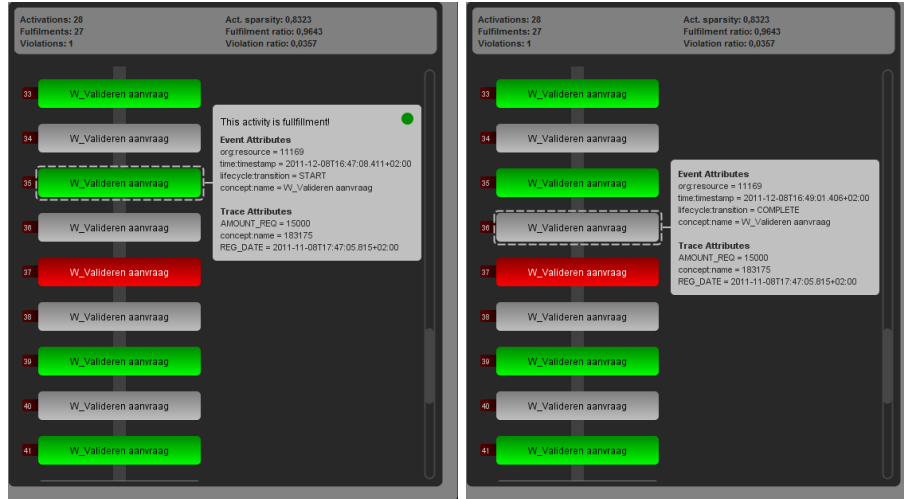 Activations: 28
Fulfilments: 27
Violations: 1
Act. sparsity: 0,8323
Fulfilment ratio: 0,9643
Violation ratio: 0,0357
33 W_Valideren aanvraag
34 W_Valideren aanvraag
35 W_Valideren aanvraag
36 W_Valideren aanvraag
37 W_Valideren aanvraag
38 W_Valideren aanvraag
39 W_Valideren aanvraag
40 W_Valideren aanvraag
41 W_Valideren aanvraag
This activity is fullfillment!
Event Attributes
org:resource = 11169
time:timestamp = 2011-12-08T16:47:08.411+02:00
lifecycle:transition = START
concept:name = W_Valideren aanvraag
Trace Attributes
AMOUNT_REQ = 15000
concept:name = 183175
REG_DATE = 2011-11-08T17:47:05.815+02:00
Activations: 28
Fulfilments: 27
Violations: 1
Act. sparsity: 0,8323
Fulfilment ratio: 0,9643
Violation ratio: 0,0357
33 W_Valideren aanvraag
34 W_Valideren aanvraag
35 W_Valideren aanvraag
36 W_Valideren aanvraag
37 W_Valideren aanvraag
38 W_Valideren aanvraag
39 W_Valideren aanvraag
40 W_Valideren aanvraag
41 W_Valideren aanvraag
Event Attributes
org:resource = 11169
time:timestamp = 2011-12-08T16:49:01.406+02:00
lifecycle:transition = COMPLETE
concept:name = W_Valideren aanvraag
Trace Attributes
AMOUNT_REQ = 15000
concept:name = 183175
REG_DATE = 2011-11-08T17:47:05.815+02:00